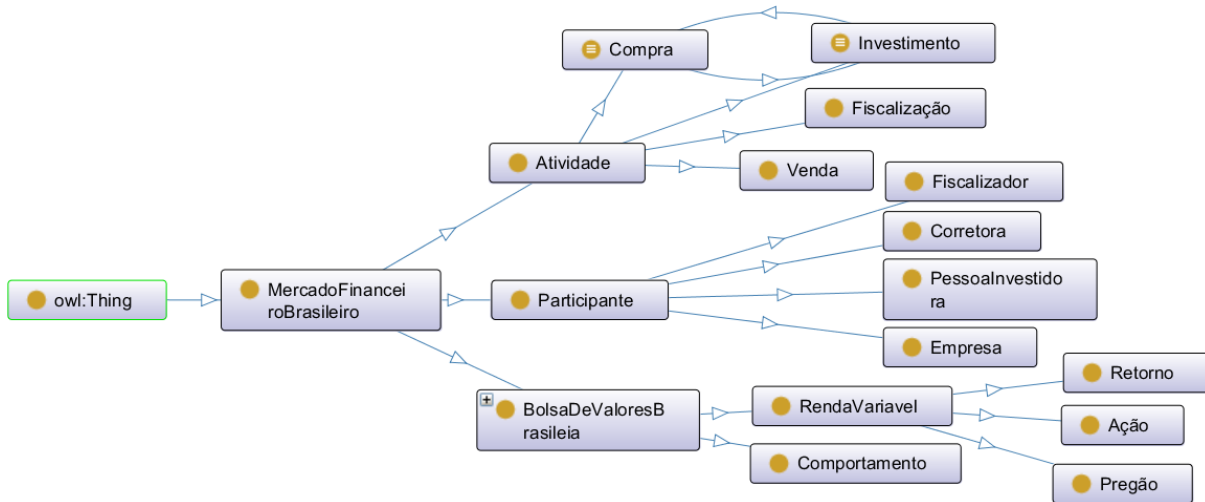 Compra
Investimento
Fiscalização
Atividade
Venda
Fiscalizador
Corretora
owl:Thing
MercadoFinancei
roBrasileiro
Participante
PessoaInvestido
ra
Empresa
BolsaDeValoresB
rasileia
RendaVariavel
Retorno
Ação
Comportamento
Pregão